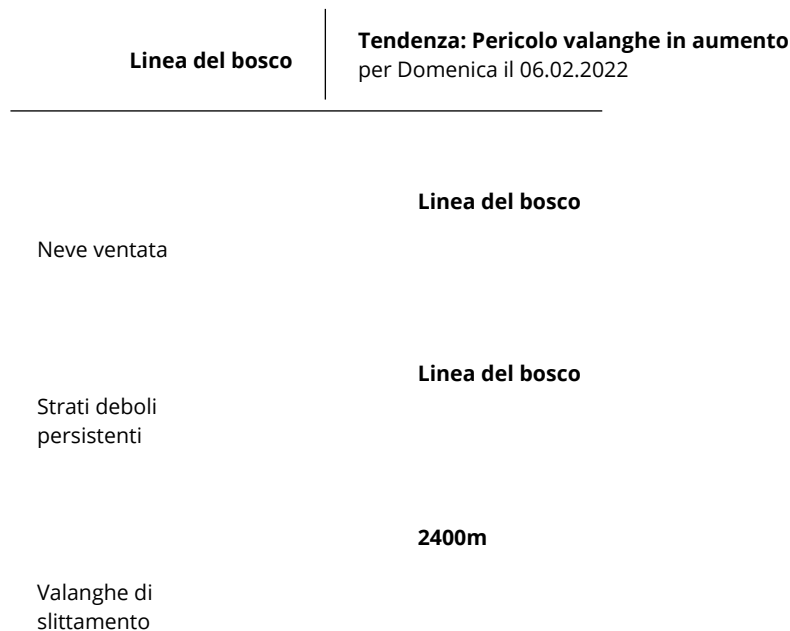 Linea del bosco
Tendenza: Pericolo valanghe in aumento
per Domenica il 06.02.2022
Linea del bosco
Neve ventata
Linea del bosco
Strati deboli
persistenti
2400m
Valanghe di
slittamento